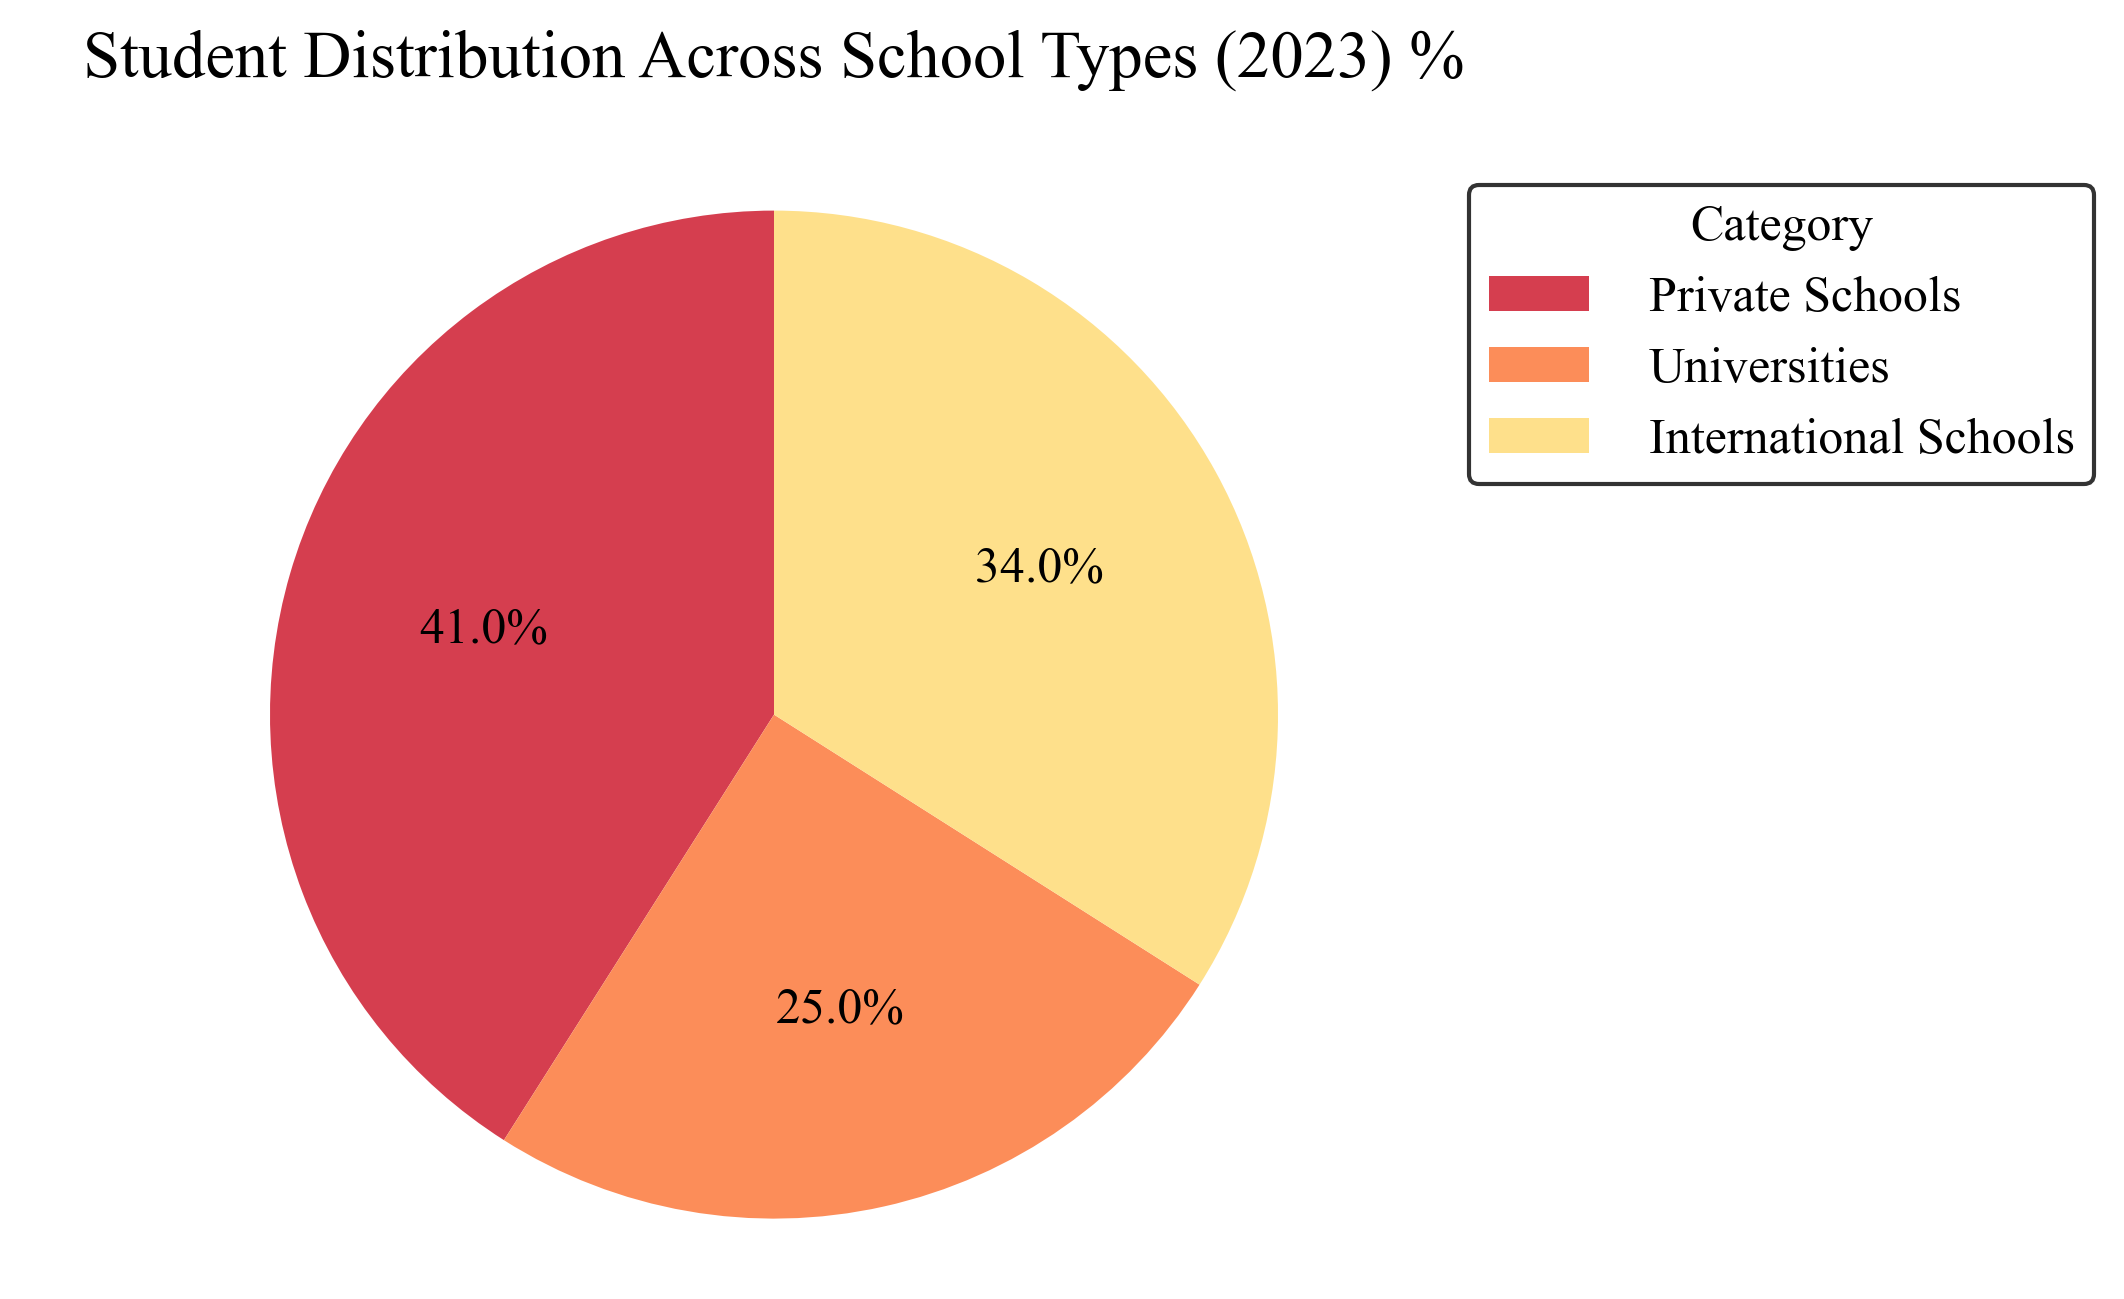 Student Distribution Across School Types (2023) %
Category
Private Schools
Universities
International Schools
34.0%
41.0%
25.0%